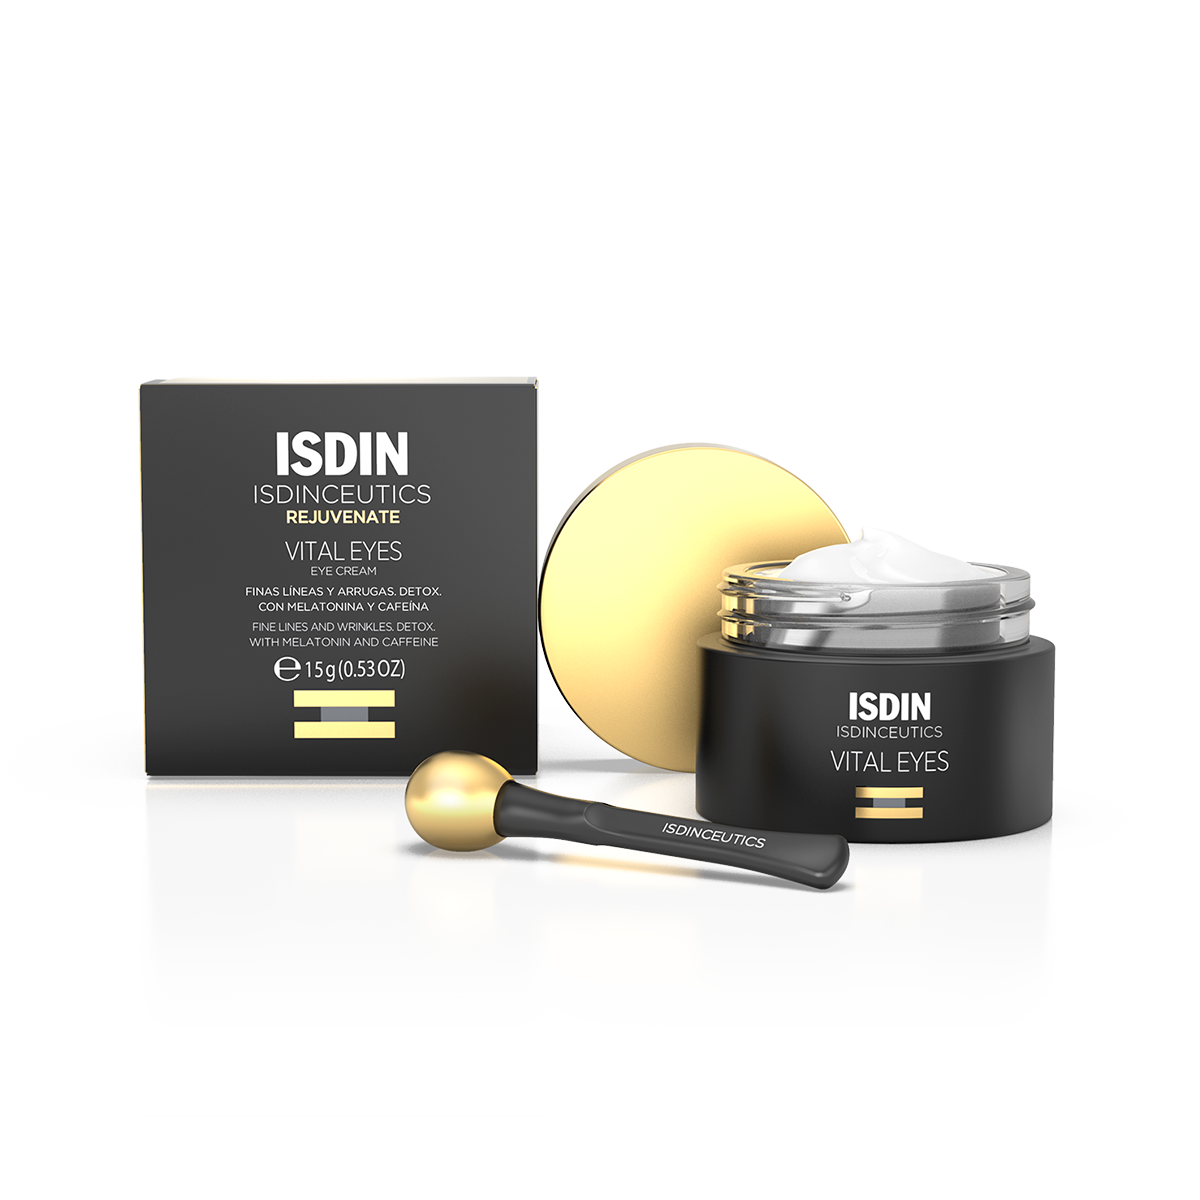 ISDIN
ISDINCEUTICS
REJUVENATE
VITAL EYES
EYE CREAM
FINAS LÍNEAS Y ARRUGAS. DETOX.
CON MELATONINA Y CAFEÍNA
FINE LINES AND WRINKLES. DETOX.
WITH MELATONIN AND CAFFEINE
℮ 15g (0.53 OZ)
ISDIN
ISDINCEUTICS
VITAL EYES
ISDINCEUTICS